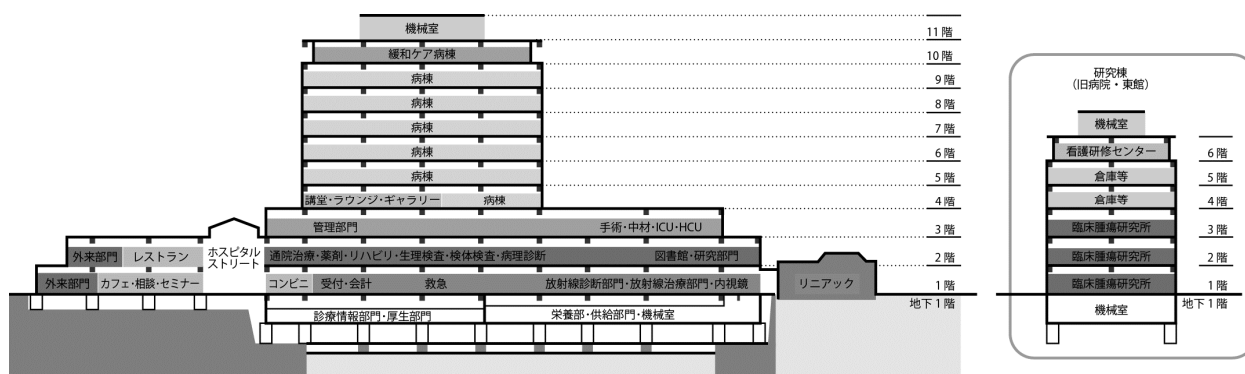 機械室
11階
緩和ケア病棟
10階
病棟
9階
病棟
8階
病棟
7階
病棟
6階
病棟
5階
講堂・ラウンジ・ギャラリー 病棟
4階
管理部門 手術・中材・ICU・HCU
3階
外来部門 レストラン
ホスピタル
ストリート
通院治療・薬剤・リハビリ・生理検査・検体検査・病理診断 図書館・研究部門
2階
外来部門 カフェ・相談・セミナー コンビニ 受付・会計 救急 放射線診断部門・放射線治療部門・内視鏡 リニアック
1階
地下1階
診療情報部門・厚生部門 栄養部・供給部門・機械室
研究棟
(旧病院・東館)
機械室
看護研修センター 6階
倉庫等 5階
倉庫等 4階
臨床腫瘍研究所 3階
臨床腫瘍研究所 2階
臨床腫瘍研究所 1階
機械室 地下1階